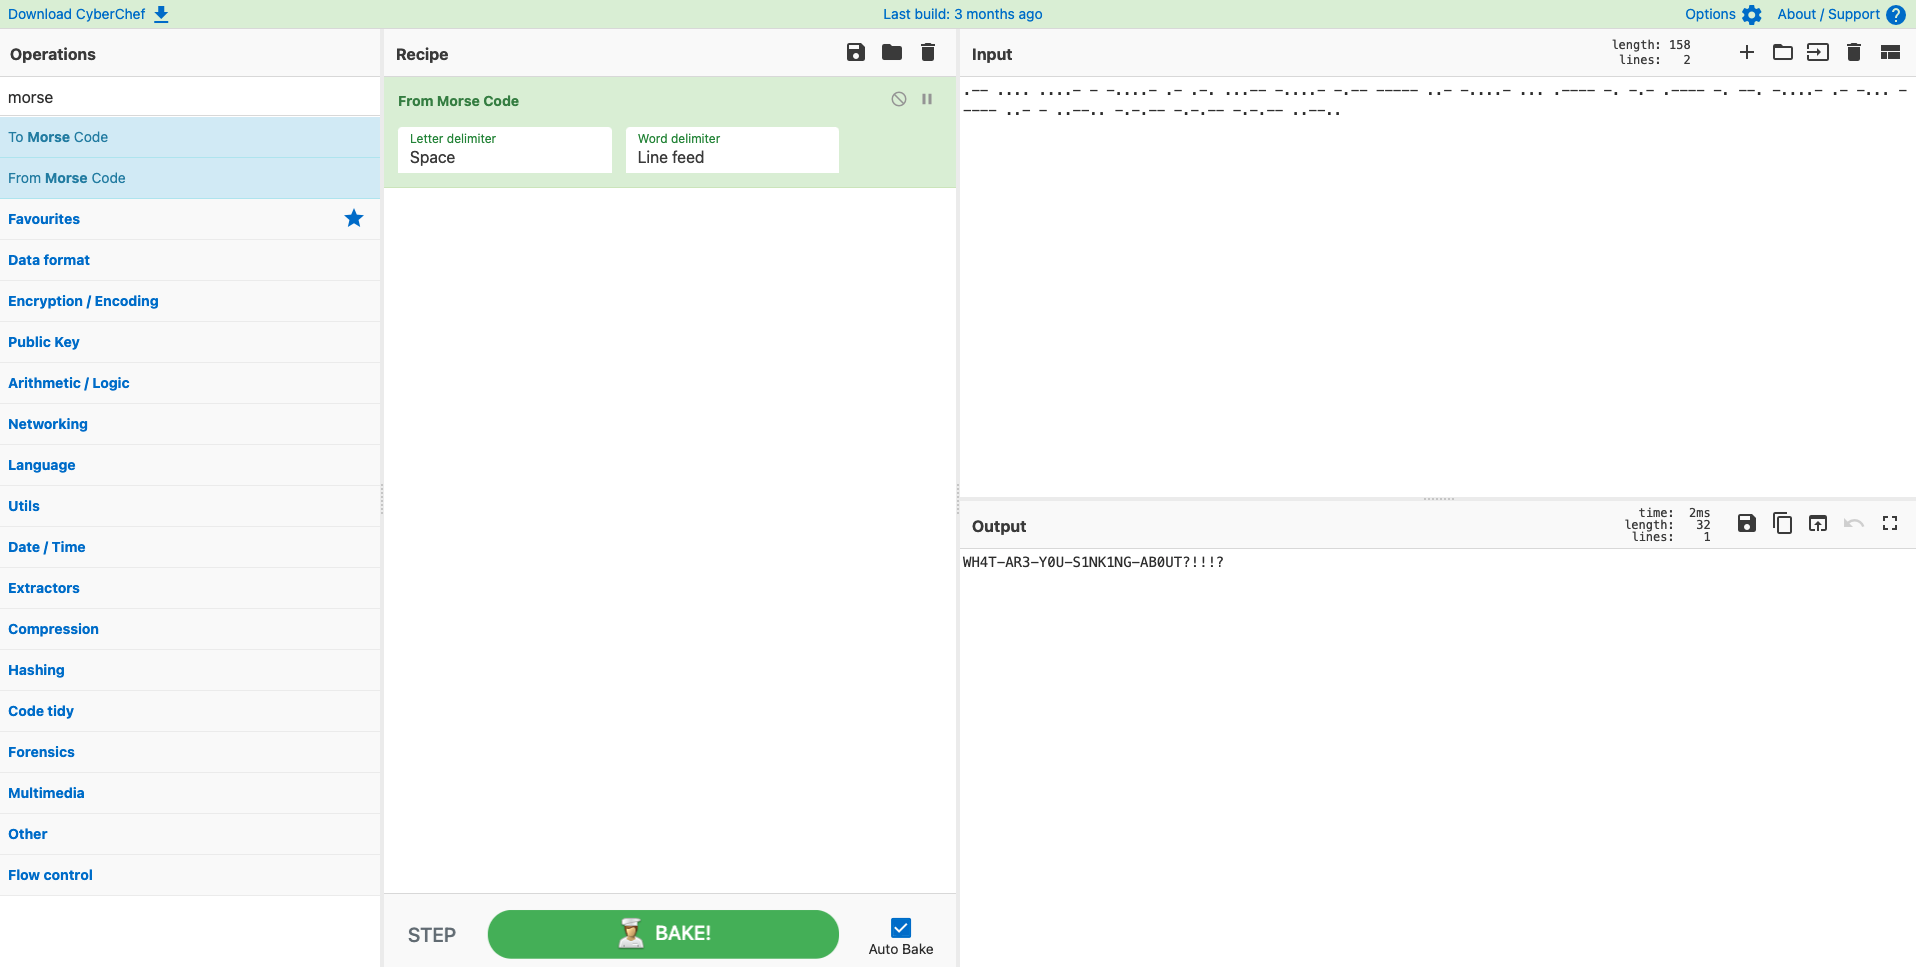 Download CyberChef
Last build: 3 months ago
Options
About / Support
Operations
morse
To Morse Code
From Morse Code
Favourites
Data format
Encryption / Encoding
Public Key
Arithmetic / Logic
Networking
Language
Utils
Date / Time
Extractors
Compression
Hashing
Code tidy
Forensics
Multimedia
Other
Flow control
Recipe
From Morse Code
Letter delimiter
Space
Word delimiter
Line feed
STEP
BAKE!
Auto Bake
Input
length: 158
lines: 2
.-- .... ....- - -....- .- .-. ...-- -....- -.-- ----- ..- -....- ... .---- -. -.- .---- -. --. -....- .- -... -
---- ..- - ..--.. -.-.-- -.-.-- -.-.-- ..--..
Output
time: 2ms
length: 32
lines: 1
WH4T-AR3-Y0U-S1NK1NG-AB0UT?!!!?